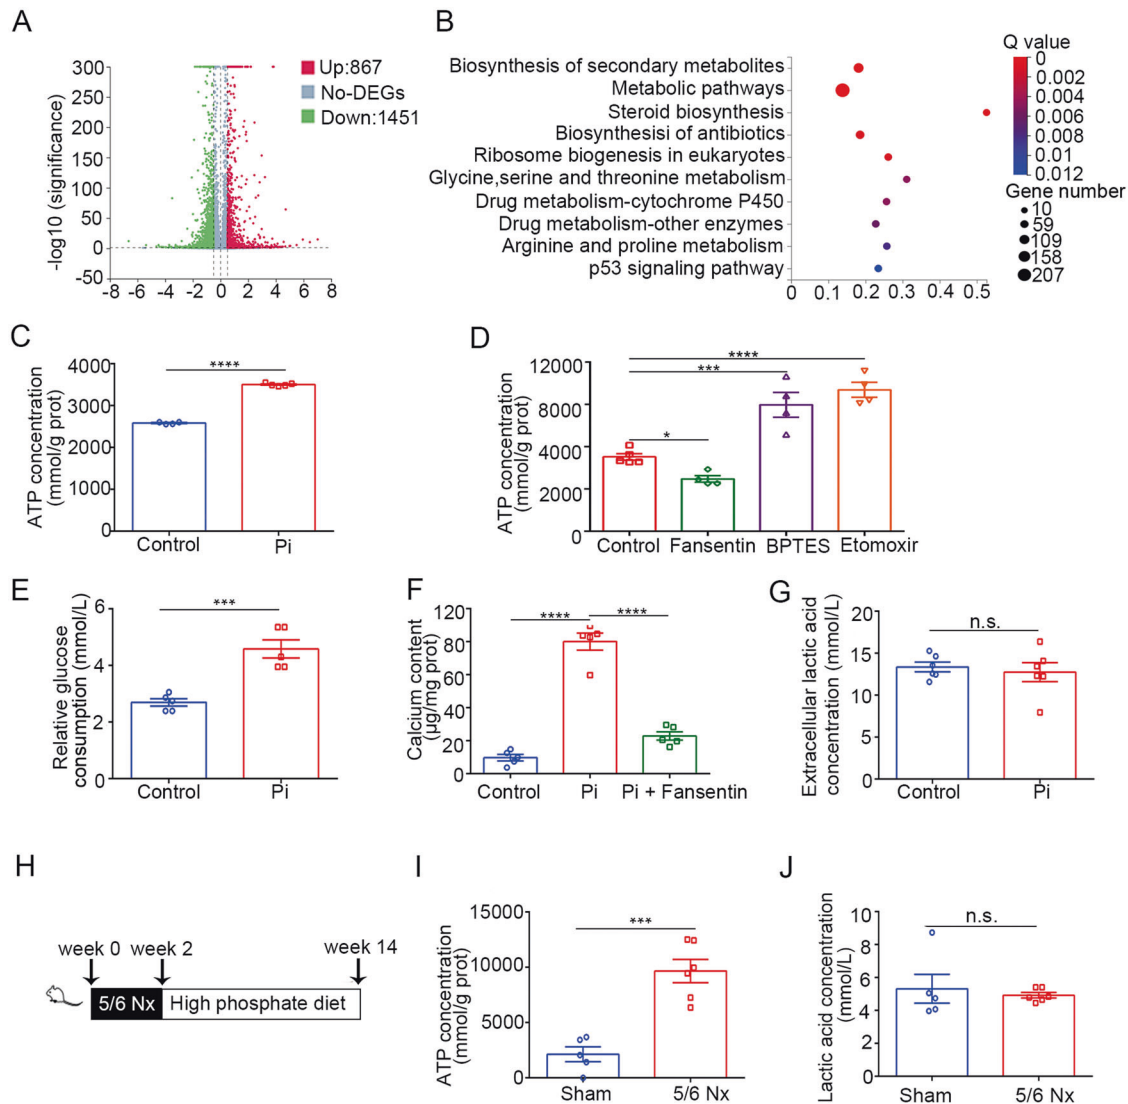 A
300
250
200
150
100
50
0
-50
-log10 (significance)
-8 -6 -4 -2 0 2 4 6 8
Up:867
No-DEGs
Down:1451
B
Biosynthesis of secondary metabolites
Metabolic pathways
Steroid biosynthesis
Biosynthesisi of antibiotics
Ribosome biogenesis in eukaryotes
Glycine,serine and threonine metabolism
Drug metabolism-cytochrome P450
Drug metabolism-other enzymes
Arginine and proline metabolism
p53 signaling pathway
0 0.1 0.2 0.3 0.4 0.5
Q value
0
0.002
0.004
0.006
0.008
0.01
0.012
Gene number
10
59
109
158
207
C
ATP concentration
(mmol/g prot)
4000
3000
2000
1000
0
****
Control Pi
D
ATP concentration
(mmol/g prot)
12000
8000
4000
2000
0
****
***
*
Control Fansentin BPTES Etomoxir
E
Relative glucose
consumption (mmol/L)
6
4
2
0
***
Control Pi
F
Calcium content
(µg/mg prot)
120
80
60
40
20
0
**** ****
Control Pi Pi + Fansentin
G
Extracellular lactic acid
concentration (mmol/L)
20
15
10
5
0
n.s.
Control Pi
H
week 0 week 2 week 14
5/6 Nx High phosphate diet
I
ATP concentration
(mmol/g prot)
15000
10000
5000
0
***
Sham 5/6 Nx
J
Lactic acid concentration
(mmol/L)
10
8
6
4
2
0
n.s.
Sham 5/6 Nx